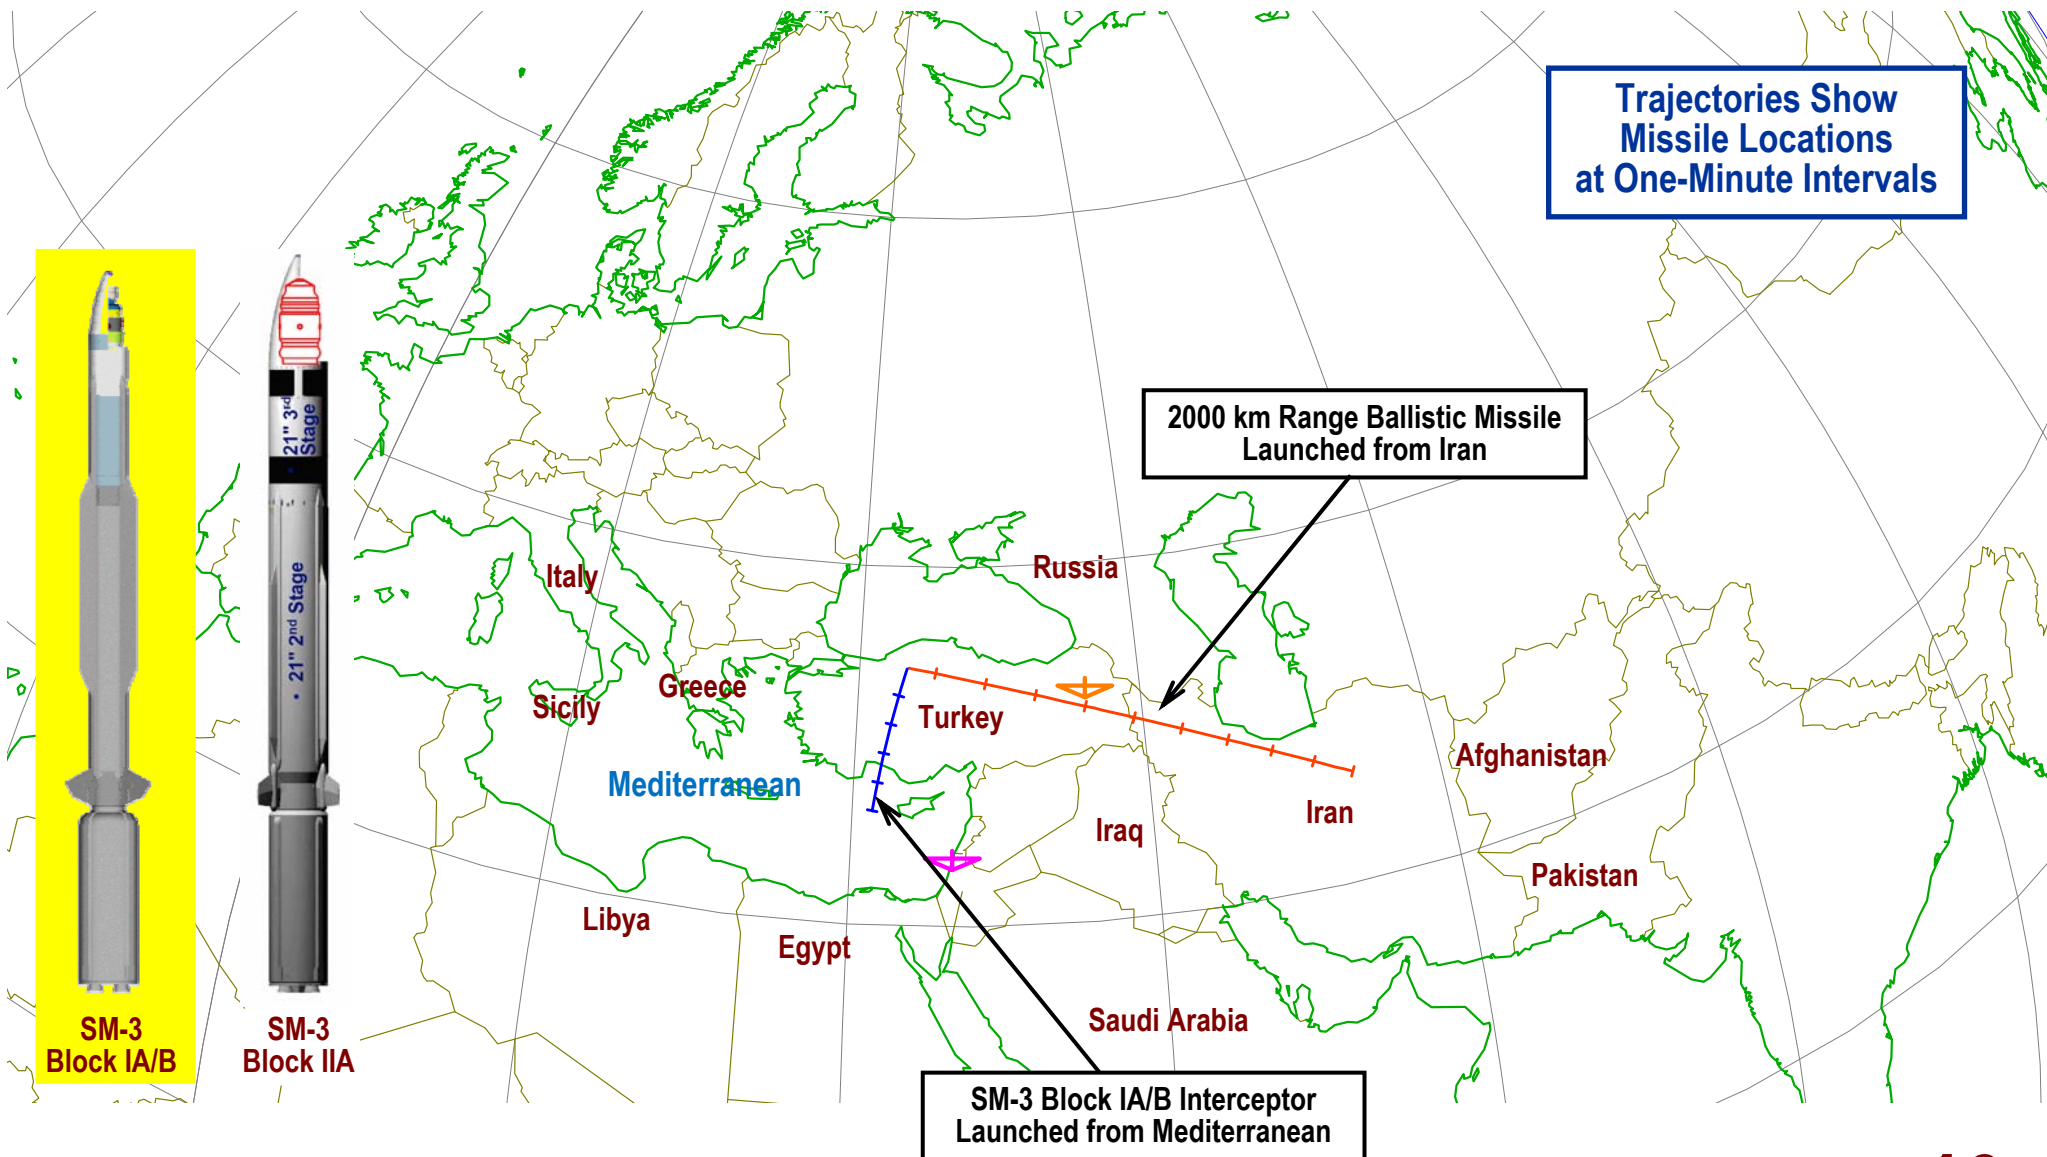 Trajectories Show
Missile Locations
at One-Minute Intervals
2000 km Range Ballistic Missile
Launched from Iran
21" 3rd
Stage
• 21" 2nd Stage
Russia
Italy
Greece
Sicily
Turkey
Mediterranean
Afghanistan
Iran
Iraq
Pakistan
Libya
Egypt
Saudi Arabia
SM-3
Block IA/B
SM-3
Block IIA
SM-3 Block IA/B Interceptor
Launched from Mediterranean